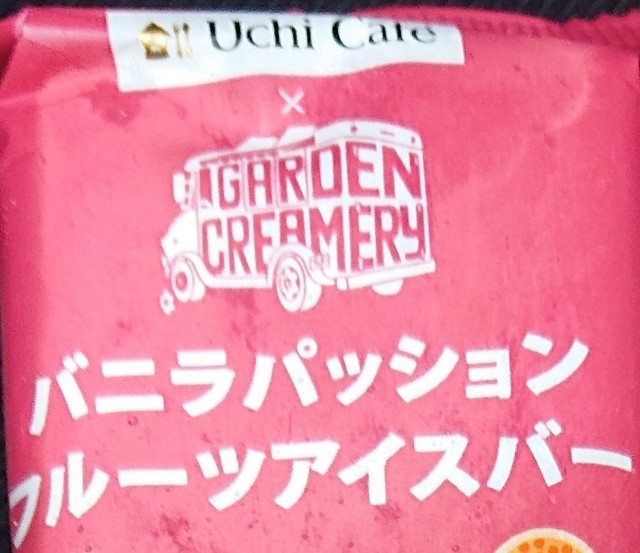 Uchi Café
×
GARDEN
CREAMERY
バニラパッション
フルーツアイスバー